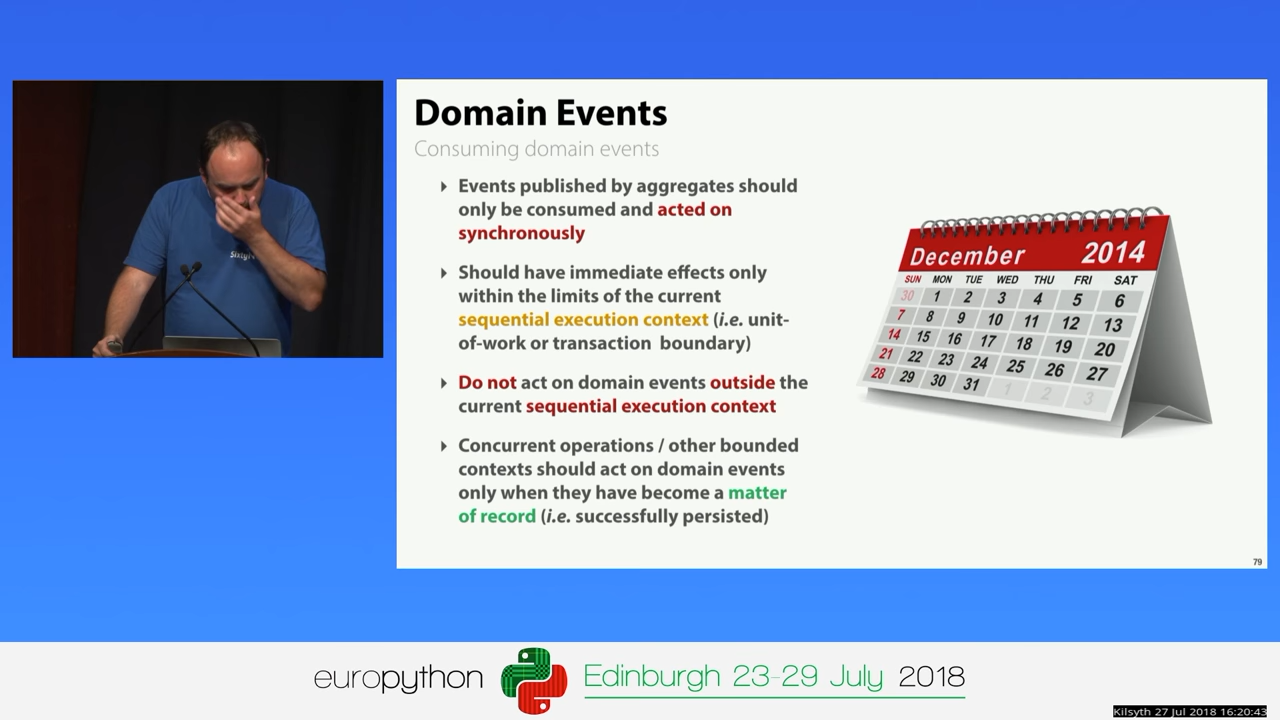 Domain Events
Consuming domain events
Events published by aggregates should
only be consumed and acted on
synchronously
Should have immediate effects only
within the limits of the current
sequential execution context (i.e. unit-
of-work or transaction boundary)
Do not act on domain events outside the
current sequential execution context
Concurrent operations / other bounded
contexts should act on domain events
only when they have become a matter
of record (i.e. successfully persisted)
December 2014
SUN MON TUE WED THU FRI SAT
30 1 2 3 4 5 6
7 8 9 10 11 12 13
14 15 16 17 18 19 20
21 22 23 24 25 26 27
28 29 30 31 1 2 3
79
europython Edinburgh 23-29 July 2018
Kilsyth 27 Jul 2018 16:20:43